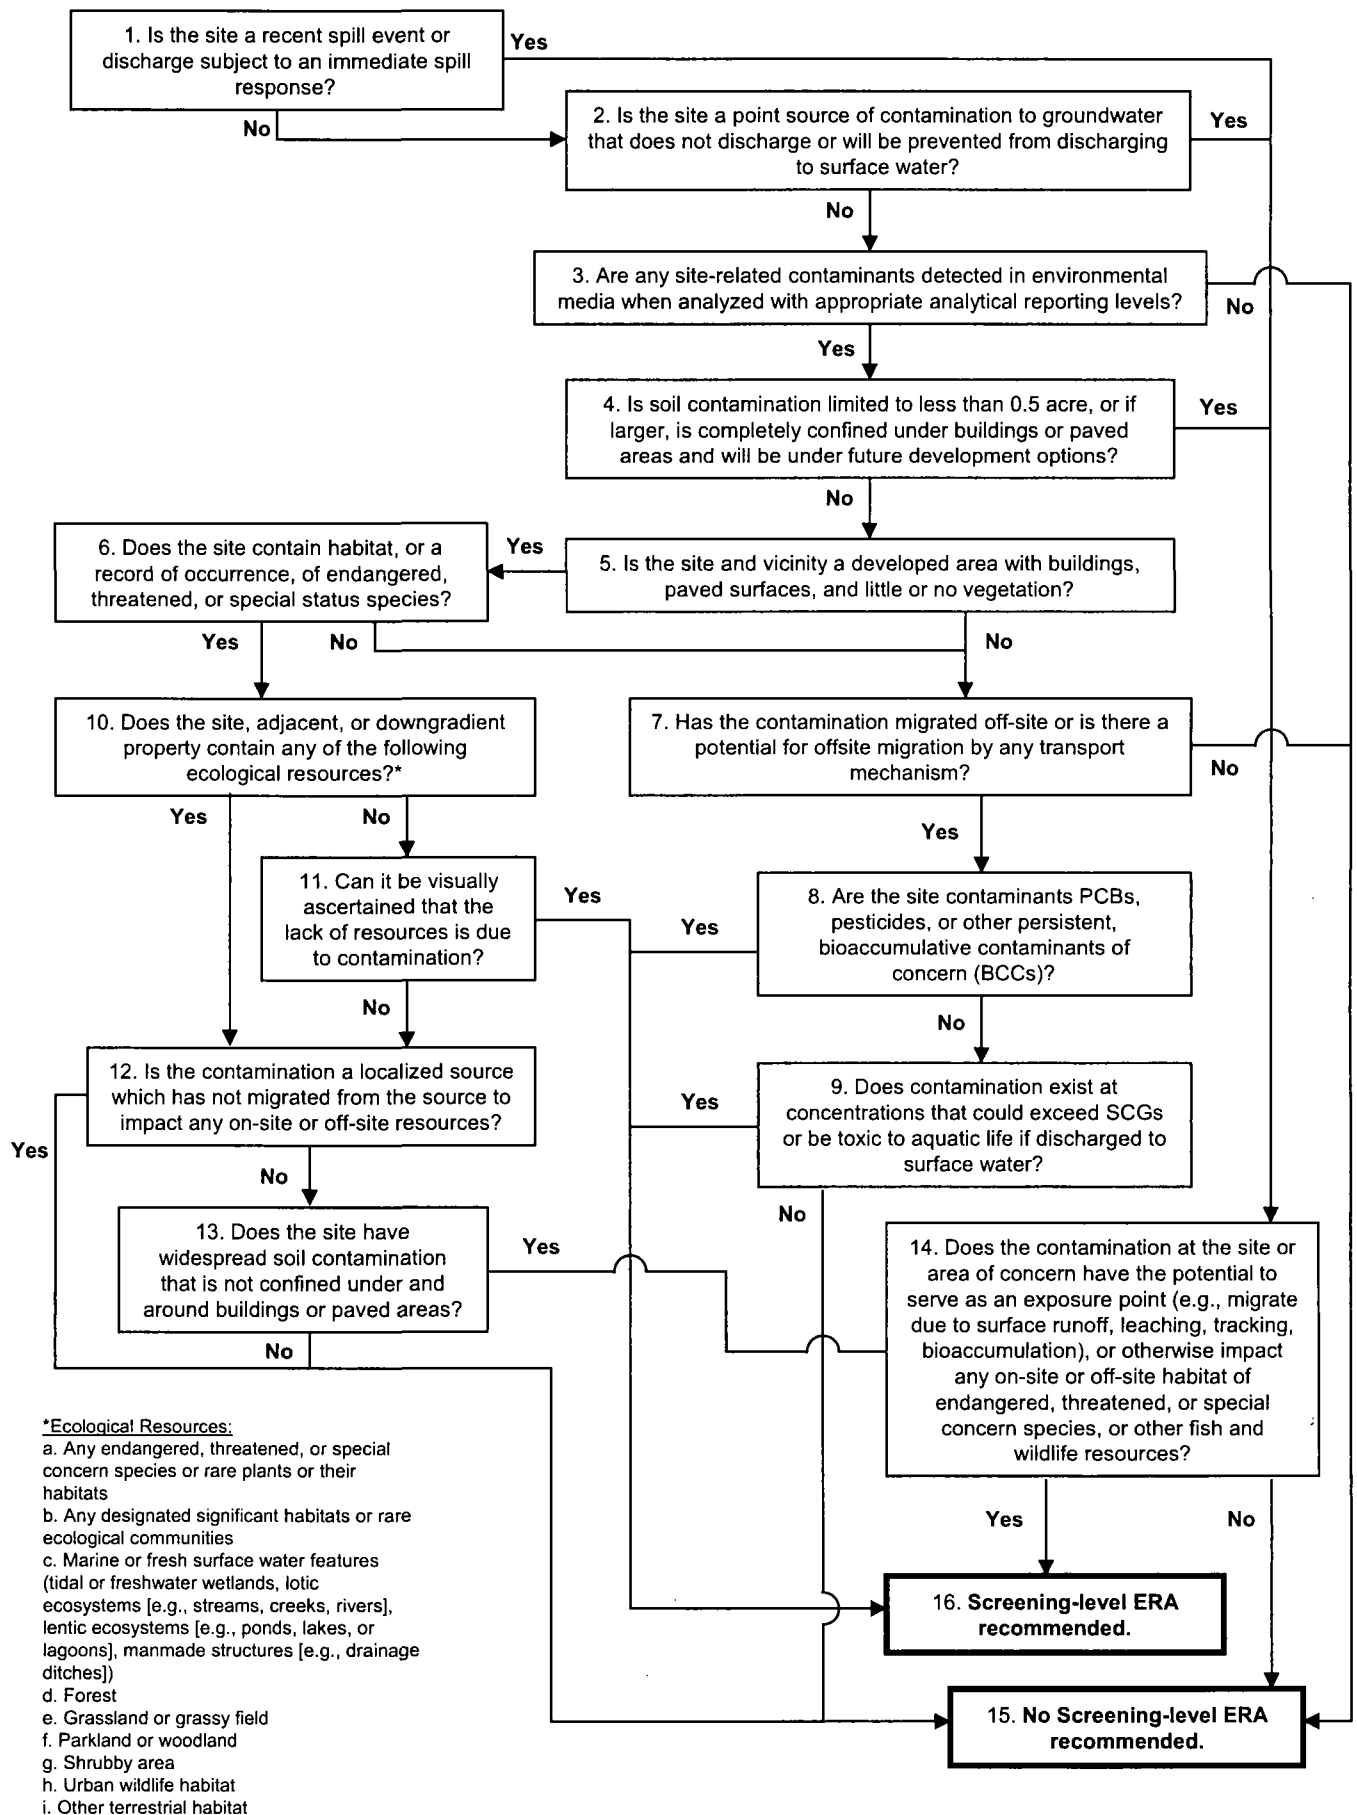 1. Is the site a recent spill event or
discharge subject to an immediate spill
response?
Yes
No
2. Is the site a point source of contamination to groundwater
that does not discharge or will be prevented from discharging
to surface water?
Yes
No
3. Are any site-related contaminants detected in environmental
media when analyzed with appropriate analytical reporting levels?
No
Yes
4. Is soil contamination limited to less than 0.5 acre, or if
larger, is completely confined under buildings or paved
areas and will be under future development options?
Yes
No
5. Is the site and vicinity a developed area with buildings,
paved surfaces, and little or no vegetation?
Yes
No
6. Does the site contain habitat, or a
record of occurrence, of endangered,
threatened, or special status species?
Yes
No
10. Does the site, adjacent, or downgradient
property contain any of the following
ecological resources?*
Yes
No
7. Has the contamination migrated off-site or is there a
potential for offsite migration by any transport
mechanism?
No
Yes
11. Can it be visually
ascertained that the
lack of resources is due
to contamination?
Yes
No
8. Are the site contaminants PCBs,
pesticides, or other persistent,
bioaccumulative contaminants of
concern (BCCs)?
Yes
No
12. Is the contamination a localized source
which has not migrated from the source to
impact any on-site or off-site resources?
Yes
No
9. Does contamination exist at
concentrations that could exceed SCGs
or be toxic to aquatic life if discharged to
surface water?
Yes
No
13. Does the site have
widespread soil contamination
that is not confined under and
around buildings or paved areas?
Yes
No
14. Does the contamination at the site or
area of concern have the potential to
serve as an exposure point (e.g., migrate
due to surface runoff, leaching, tracking,
bioaccumulation), or otherwise impact
any on-site or off-site habitat of
endangered, threatened, or special
concern species, or other fish and
wildlife resources?
Yes
No
16. Screening-level ERA
recommended.
15. No Screening-level ERA
recommended.
*Ecological Resources:
a. Any endangered, threatened, or special
concern species or rare plants or their
habitats
b. Any designated significant habitats or rare
ecological communities
c. Marine or fresh surface water features
(tidal or freshwater wetlands, lotic
ecosystems [e.g., streams, creeks, rivers],
lentic ecosystems [e.g., ponds, lakes, or
lagoons], manmade structures [e.g., drainage
ditches])
d. Forest
e. Grassland or grassy field
f. Parkland or woodland
g. Shrubby area
h. Urban wildlife habitat
i. Other terrestrial habitat